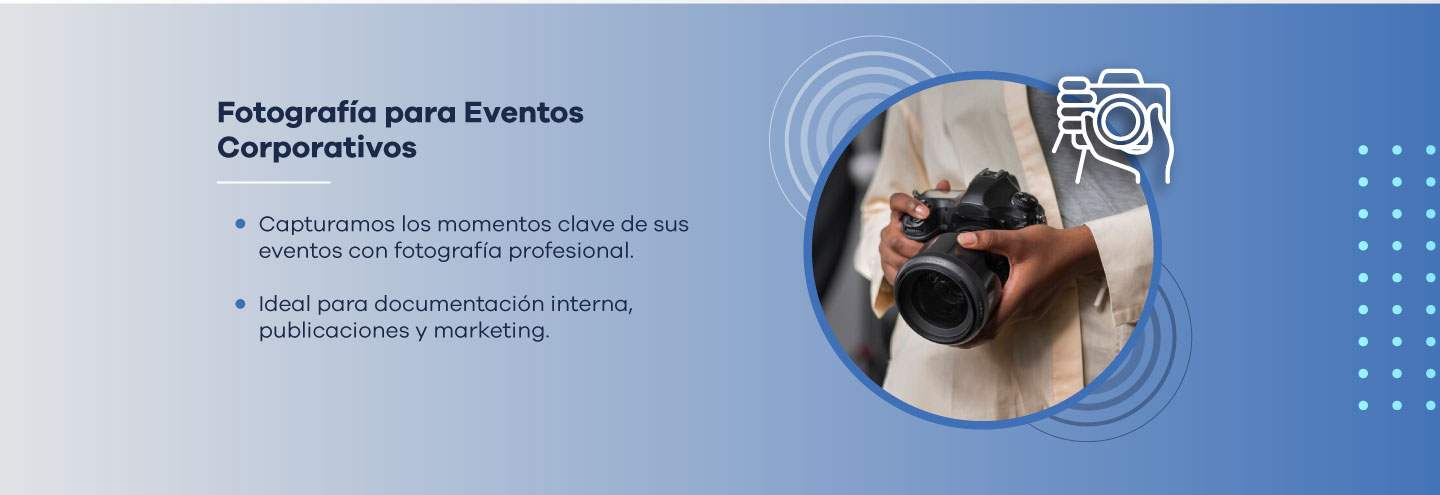 Fotografía para Eventos
Corporativos
Capturamos los momentos clave de sus
eventos con fotografía profesional.
Ideal para documentación interna,
publicaciones y marketing.